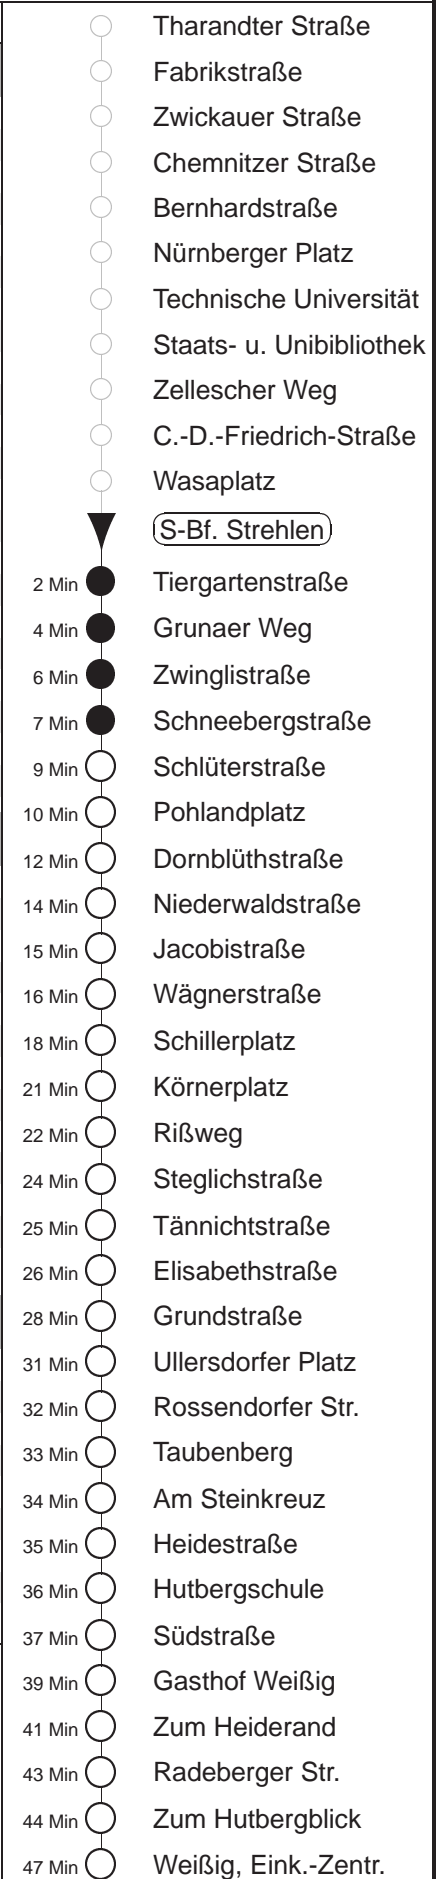 Tharandter Straße
Fabrikstraße
Zwickauer Straße
Chemnitzer Straße
Bernhardstraße
Nürnberger Platz
Technische Universität
Staats- u. Unibibliothek
Zellescher Weg
C.-D.-Friedrich-Straße
Wasaplatz
S-Bf. Strehlen
2 Min Tiergartenstraße
4 Min Grunaer Weg
6 Min Zwinglistraße
7 Min Schneebergstraße
9 Min Schlüterstraße
10 Min Pohlandplatz
12 Min Dornblüthstraße
14 Min Niederwaldstraße
15 Min Jacobistraße
16 Min Wägnerstraße
18 Min Schillerplatz
21 Min Körnerplatz
22 Min Rißweg
24 Min Steglichstraße
25 Min Tännichtstraße
26 Min Elisabethstraße
28 Min Grundstraße
31 Min Ullersdorfer Platz
32 Min Rossendorfer Str.
33 Min Taubenberg
34 Min Am Steinkreuz
35 Min Heidestraße
36 Min Hutbergschule
37 Min Südstraße
39 Min Gasthof Weißig
41 Min Zum Heiderand
43 Min Radeberger Str.
44 Min Zum Hutbergblick
47 Min Weißig, Eink.-Zentr.